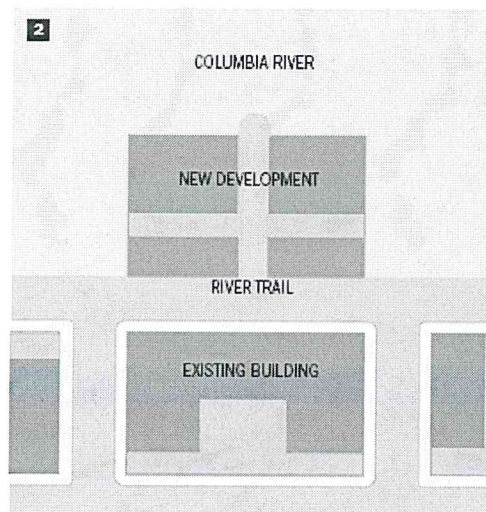 2
COLUMBIA RIVER
NEW DEVELOPMENT
RIVER TRAIL
EXISTING BUILDING